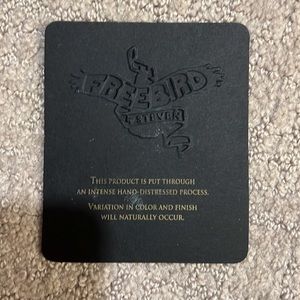 FREEBIRD
by STEVEN
THIS PRODUCT IS PUT THROUGH
AN INTENSE HAND-DISTRESSED PROCESS.
VARIATION IN COLOR AND FINISH
WILL NATURALLY OCCUR.